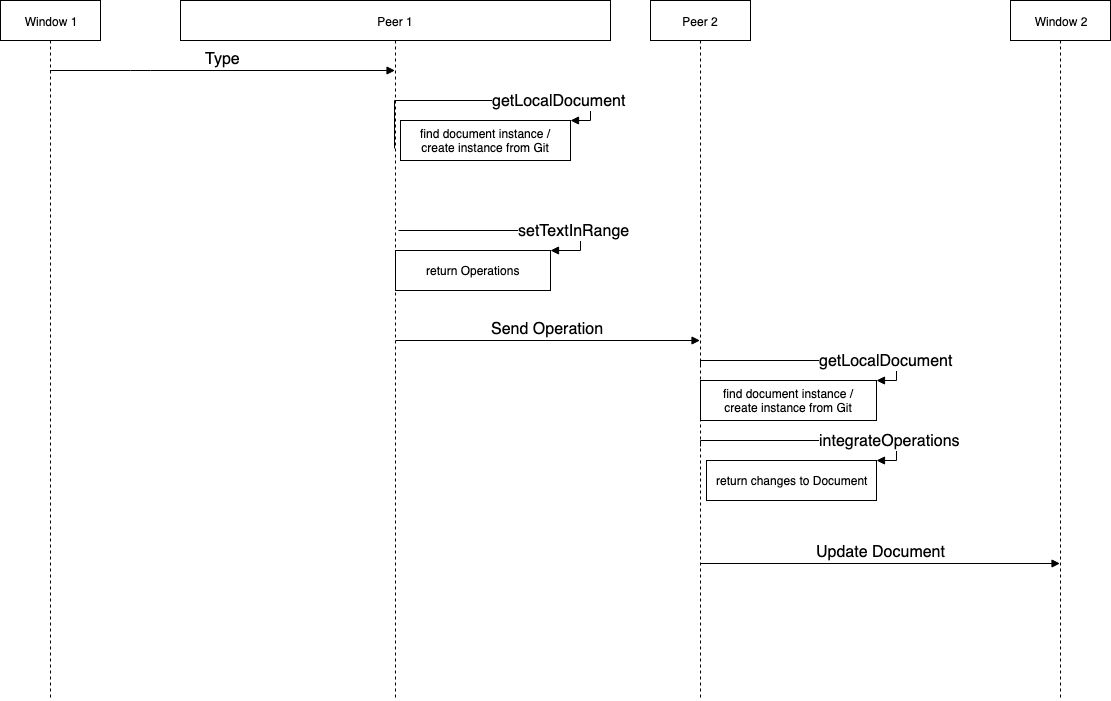 Window 1
Peer 1
Peer 2
Window 2
Type
getLocalDocument
find document instance /
create instance from Git
setTextInRange
return Operations
Send Operation
getLocalDocument
find document instance /
create instance from Git
integrateOperations
return changes to Document
Update Document